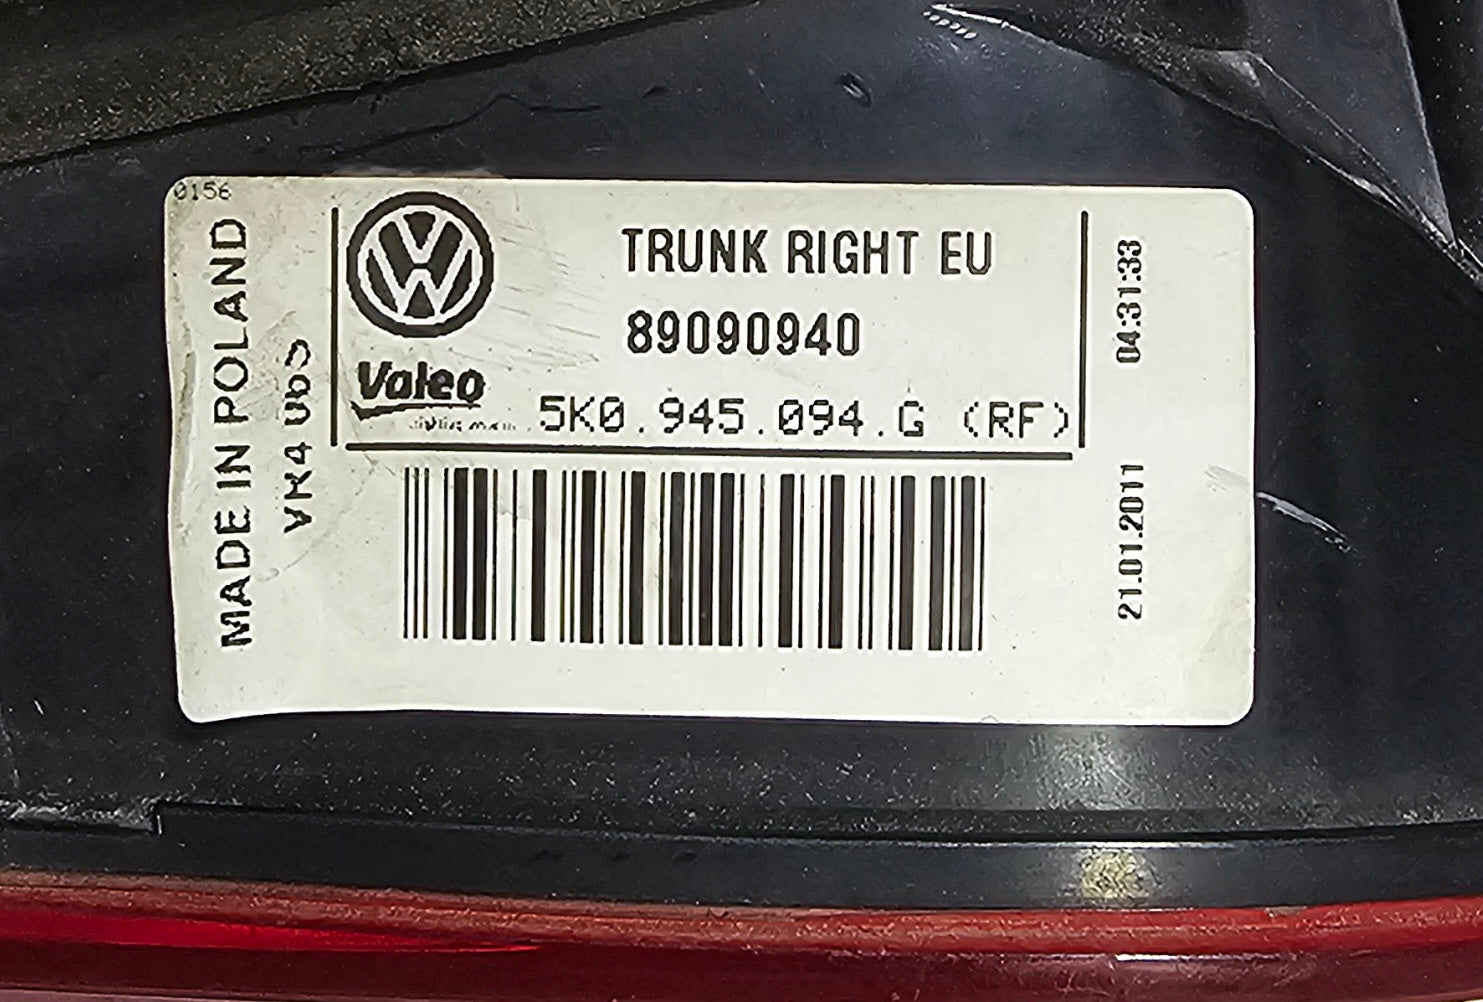 0156
MADE IN POLAND
TRUNK RIGHT EU
89090940
Valeo
5K0.945.094.G (RF)
04:31:33
21.01.2011